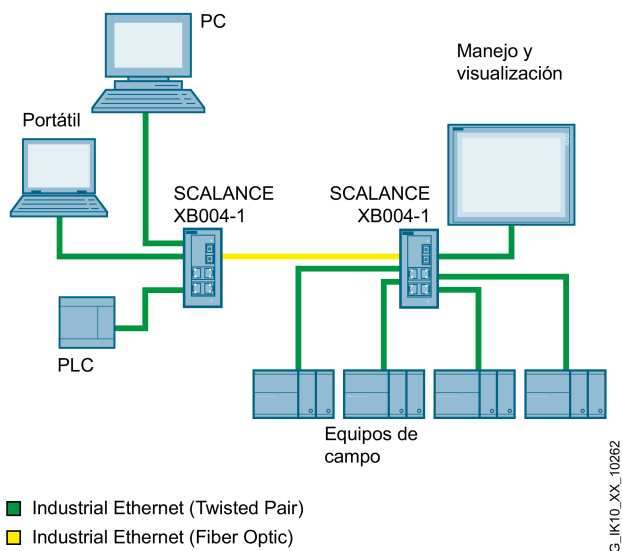 PC
Manejo y
visualización
Portátil
SCALANCE
XB004-1
SCALANCE
XB004-1
PLC
Equipos de
campo
Industrial Ethernet (Twisted Pair)
Industrial Ethernet (Fiber Optic)
G_IK10_XX_10262